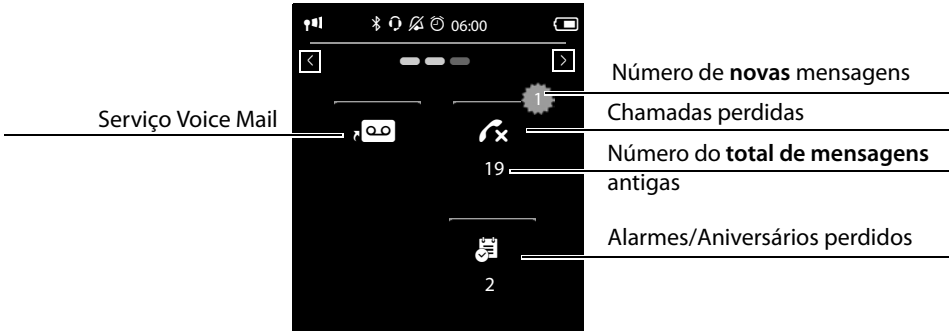 06:00
Número de novas mensagens
1
Serviço Voice Mail
Chamadas perdidas
19
Número do total de mensagens
antigas
Alarmes/Aniversários perdidos
2